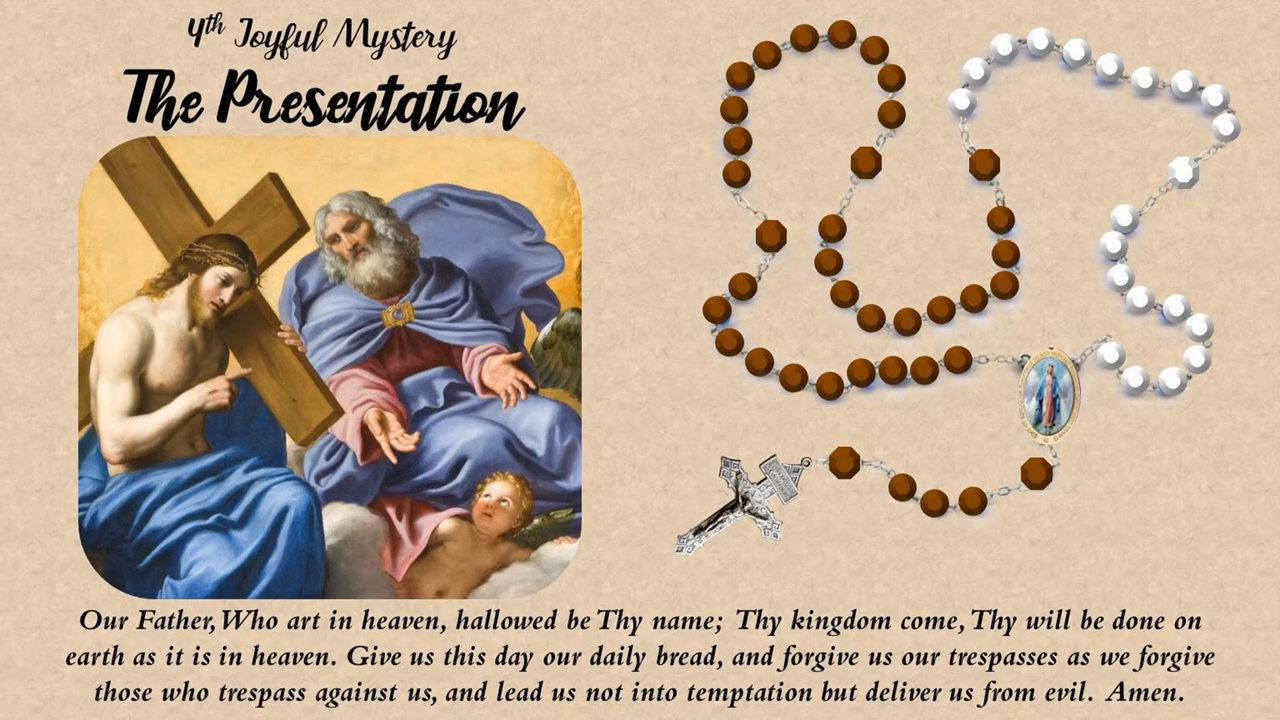 4th Joyful Mystery
The Presentation
Our Father, Who art in heaven, hallowed be Thy name; Thy kingdom come, Thy will be done on
earth as it is in heaven. Give us this day our daily bread, and forgive us our trespasses as we forgive
those who trespass against us, and lead us not into temptation but deliver us from evil. Amen.